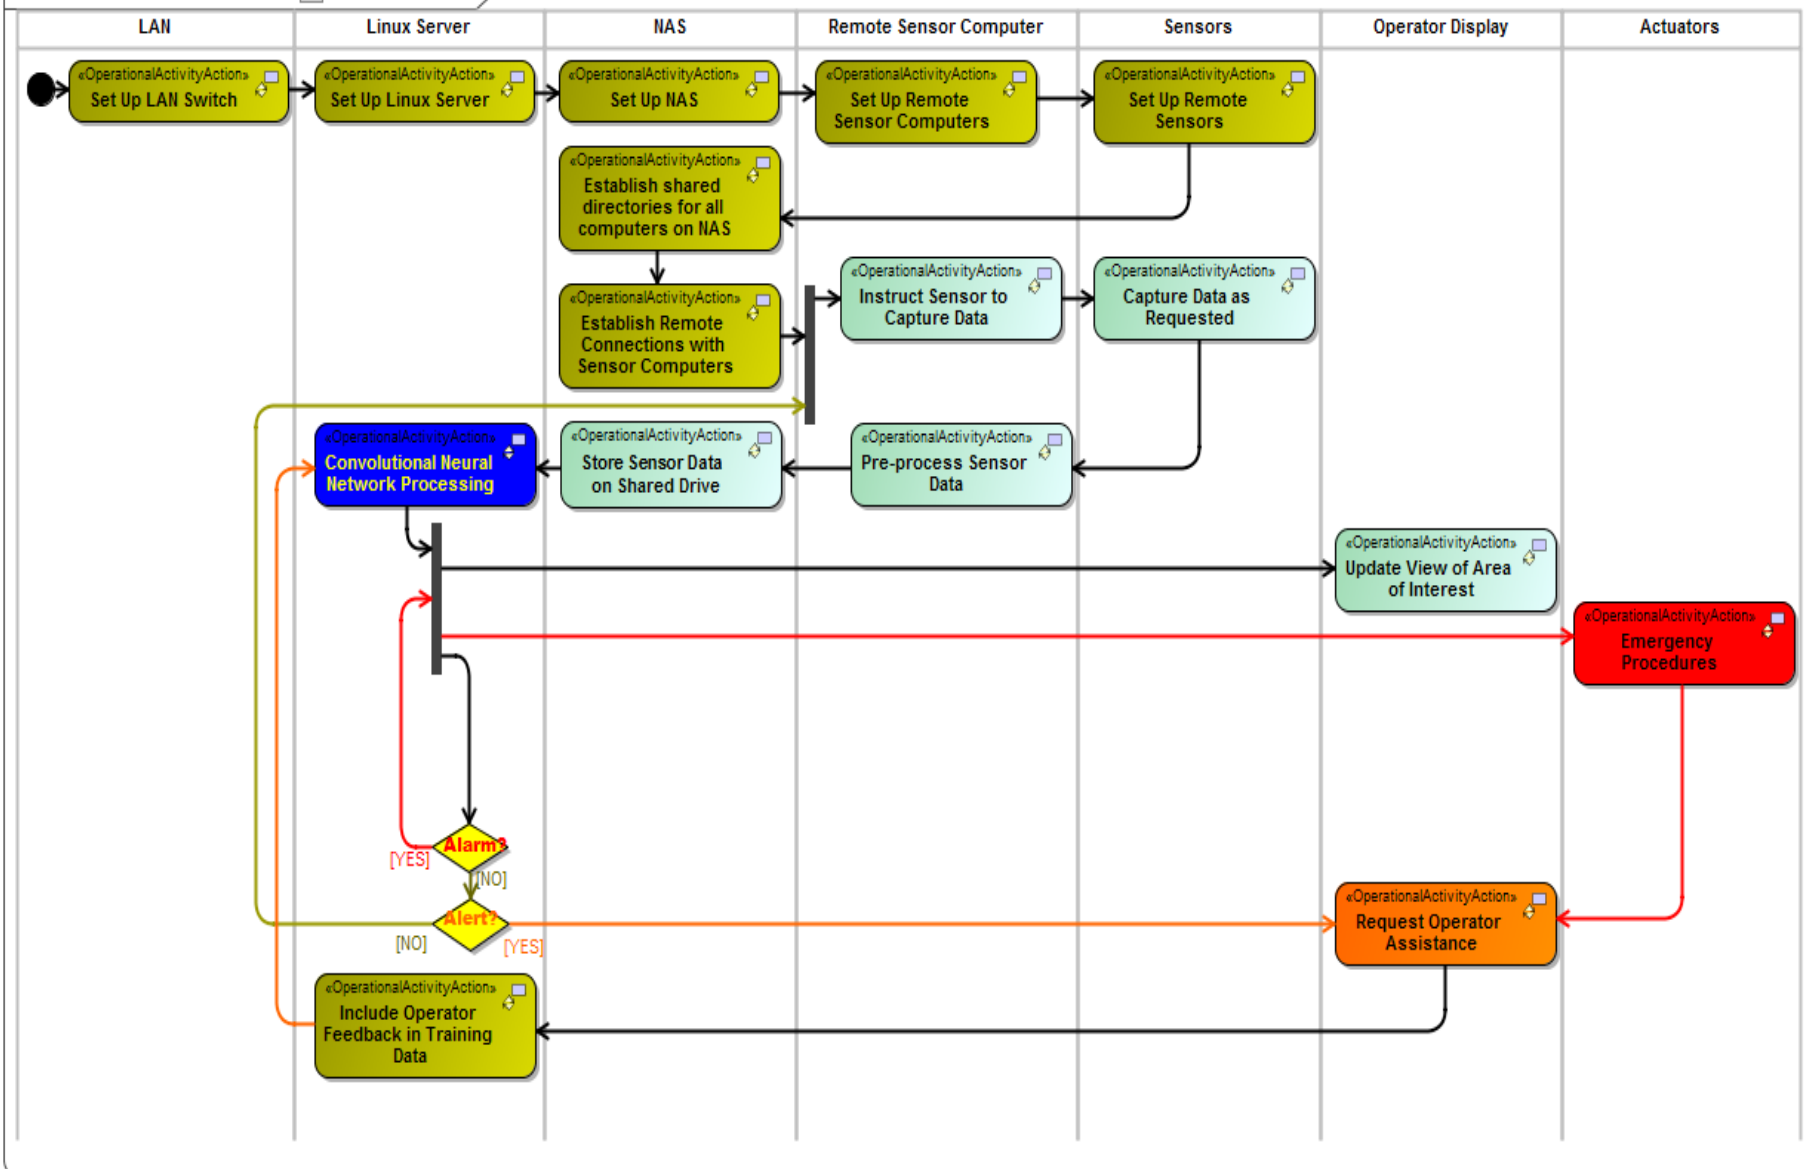 LAN
Linux Server
NAS
Remote Sensor Computer
Sensors
Operator Display
Actuators
«OperationalActivityAction»
Set Up LAN Switch
«OperationalActivityAction»
Set Up Linux Server
«OperationalActivityAction»
Set Up NAS
«OperationalActivityAction»
Set Up Remote
Sensor Computers
«OperationalActivityAction»
Set Up Remote
Sensors
«OperationalActivityAction»
Establish shared
directories for all
computers on NAS
«OperationalActivityAction»
Establish Remote
Connections with
Sensor Computers
«OperationalActivityAction»
Instruct Sensor to
Capture Data
«OperationalActivityAction»
Capture Data as
Requested
«OperationalActivityAction»
Convolutional Neural
Network Processing
«OperationalActivityAction»
Store Sensor Data
on Shared Drive
«OperationalActivityAction»
Pre-process Sensor
Data
«OperationalActivityAction»
Update View of Area
of Interest
«OperationalActivityAction»
Emergency
Procedures
Alarm?
[YES]
[NO]
Alert?
[NO]
[YES]
«OperationalActivityAction»
Request Operator
Assistance
«OperationalActivityAction»
Include Operator
Feedback in Training
Data